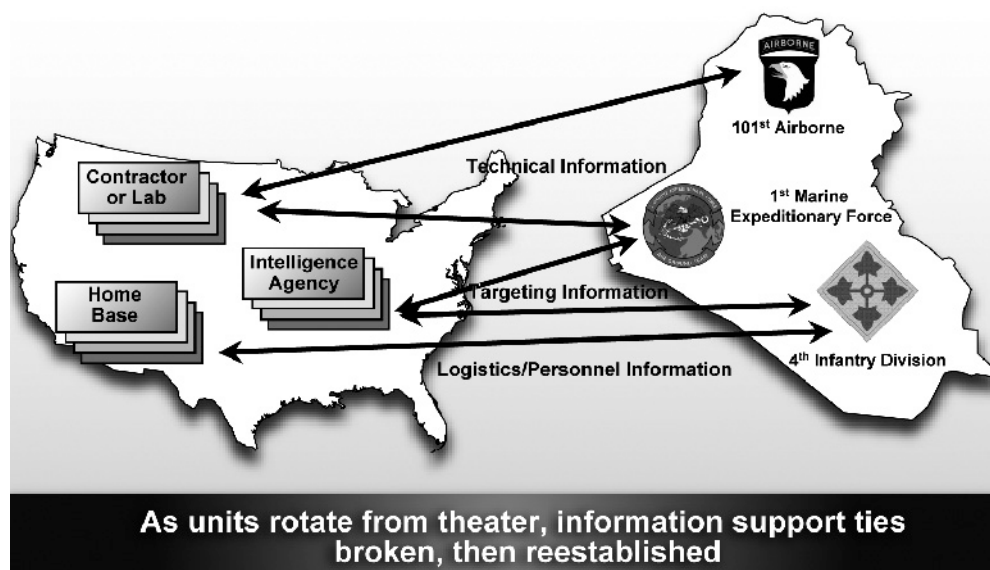 AIRBORNE
101st Airborne
Technical Information
Contractor
or Lab
1st Marine
Expeditionary Force
Intelligence
Agency
Home
Base
Targeting Information
4th Infantry Division
Logistics/Personnel Information
As units rotate from theater, information support ties
broken, then reestablished